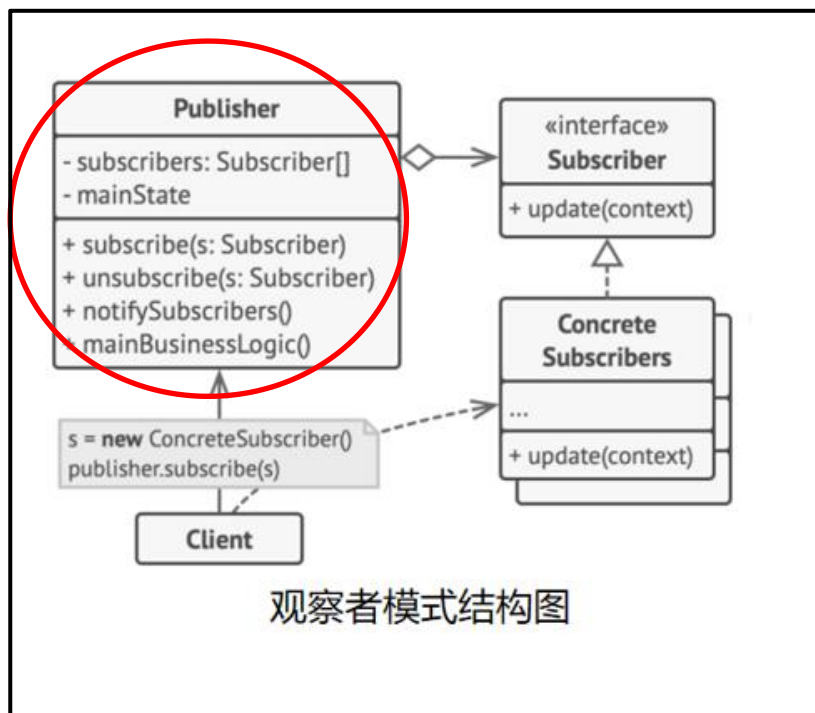 Publisher
- subscribers: Subscriber[]
- mainState
+ subscribe(s: Subscriber)
+ unsubscribe(s: Subscriber)
+ notifySubscribers()
+ mainBusinessLogic()
«interface»
Subscriber
+ update(context)
Concrete
Subscribers
...
+ update(context)
s = new ConcreteSubscriber()
publisher.subscribe(s)
Client
观察者模式结构图